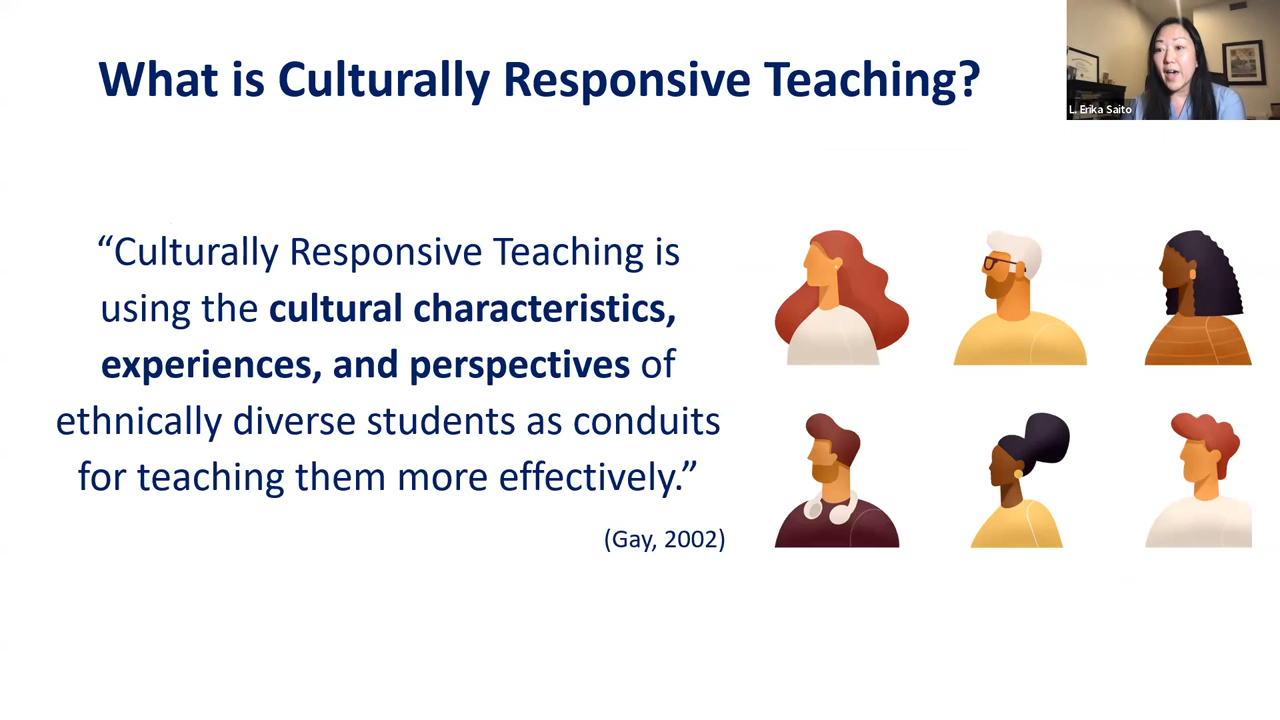 What is Culturally Responsive Teaching?
L. Erika Saito
“Culturally Responsive Teaching is
using the cultural characteristics,
experiences, and perspectives of
ethnically diverse students as conduits
for teaching them more effectively.”
(Gay, 2002)